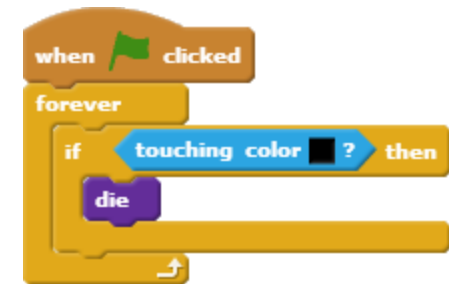 when clicked
forever
if touching color ? then
die